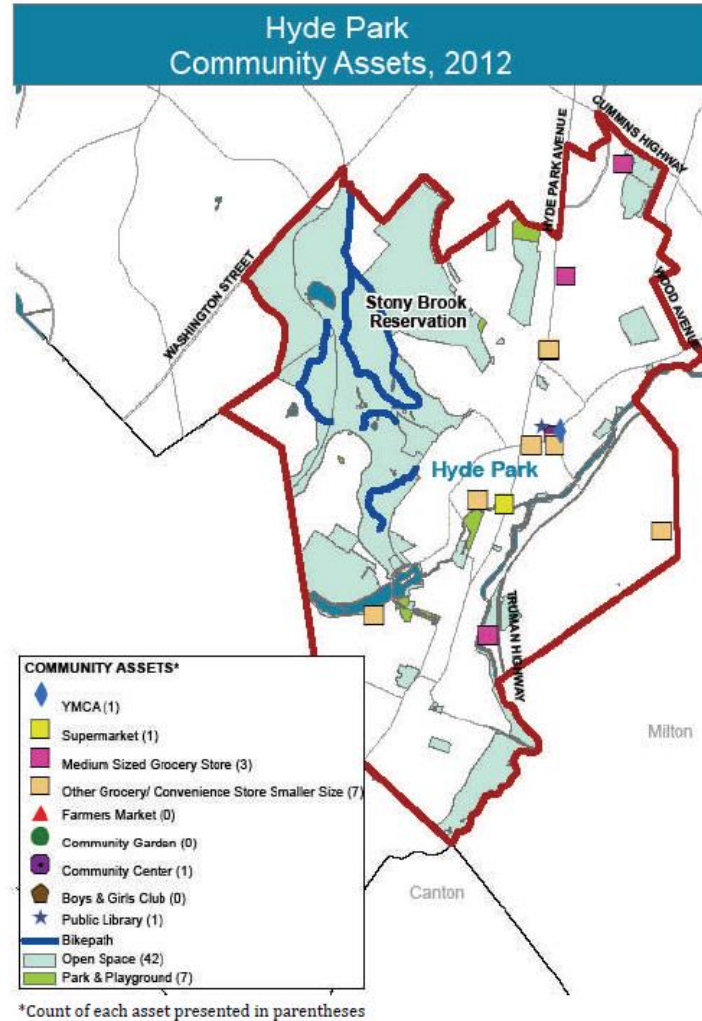 Hyde Park
Community Assets, 2012
CUMMINS HIGHWAY
HYDE PARK AVENUE
WASHINGTON STREET
WOOD AVENUE
Stony Brook
Reservation
Hyde Park
TRUMAN HIGHWAY
Milton
Canton
COMMUNITY ASSETS*
YMCA (1)
Supermarket (1)
Medium Sized Grocery Store (3)
Other Grocery/ Convenience Store Smaller Size (7)
Farmers Market (0)
Community Garden (0)
Community Center (1)
Boys & Girls Club (0)
Public Library (1)
Bikepath
Open Space (42)
Park & Playground (7)
*Count of each asset presented in parentheses